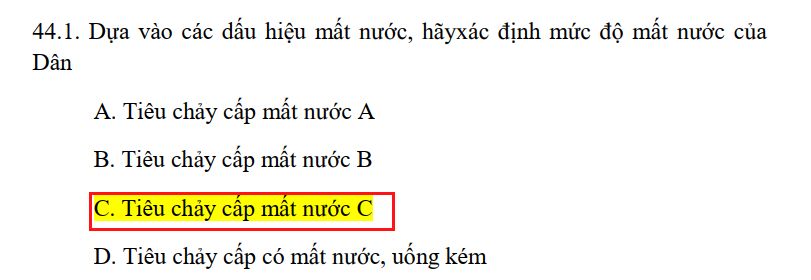 44.1. Dựa vào các dấu hiệu mất nước, hãyxác định mức độ mất nước của
Dân
A. Tiêu chảy cấp mất nước A
B. Tiêu chảy cấp mất nước B
C. Tiêu chảy cấp mất nước C
D. Tiêu chảy cấp có mất nước, uống kém